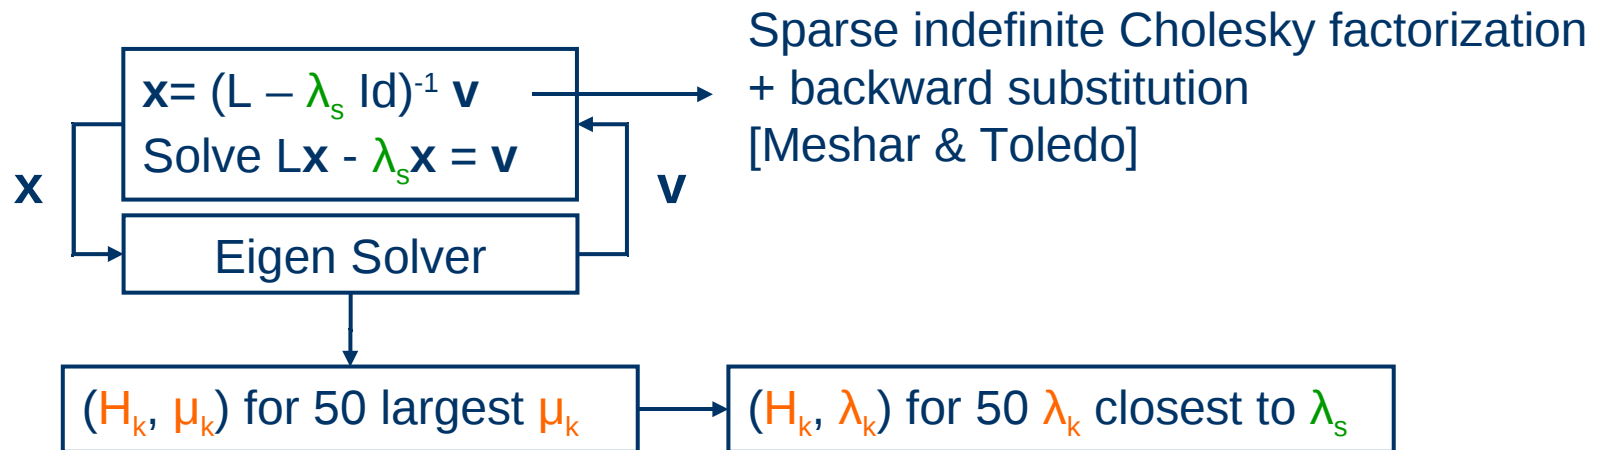 Sparse indefinite Cholesky factorization
+ backward substitution
[Meshar & Toledo]
x= (L – λs Id)-1 v
Solve Lx - λsx = v
x
v
Eigen Solver
(Hk, μk) for 50 largest μk
(Hk, λk) for 50 λk closest to λs